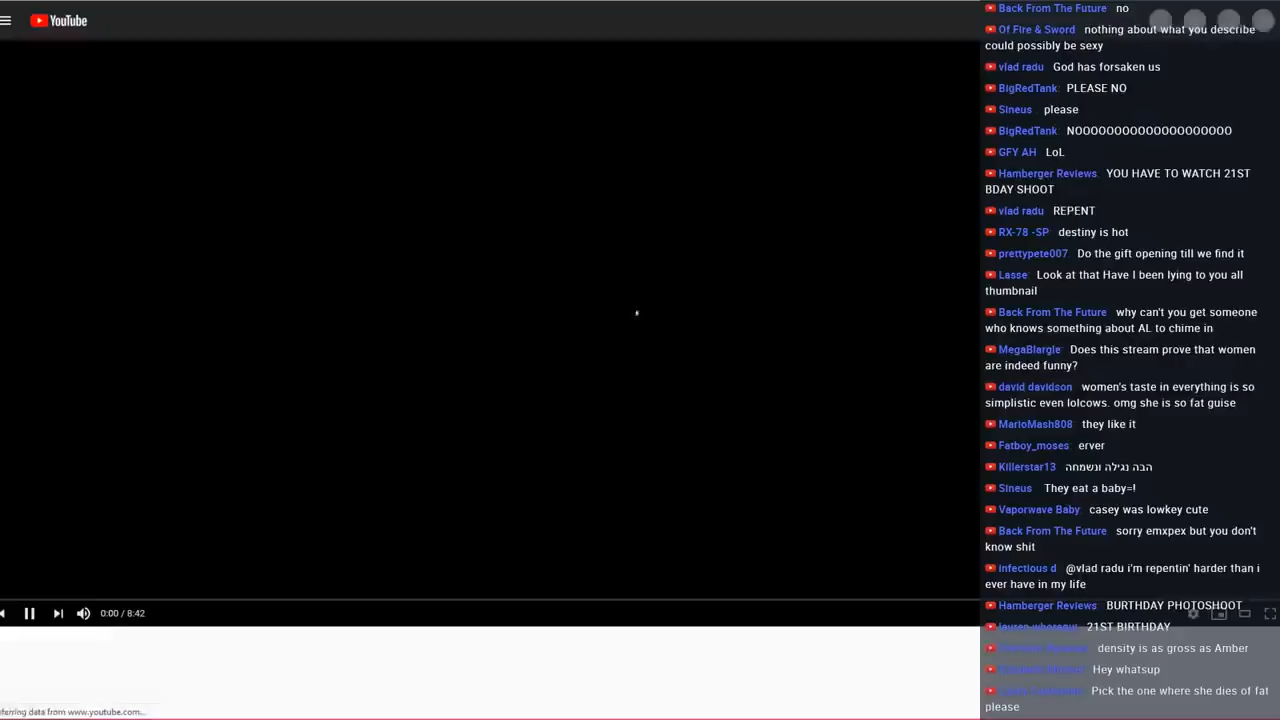 YouTube
Back From The Future no
Of Fire & Sword nothing about what you describe
could possibly be sexy
vlad radu God has forsaken us
BigRedTank PLEASE NO
Sineus please
BigRedTank NOOOOOOOOOOOOOOOOOOOO
GFY AH LoL
Hamberger Reviews YOU HAVE TO WATCH 21ST
BDAY SHOOT
vlad radu REPENT
RX-78 -SP destiny is hot
prettypete007 Do the gift opening till we find it
Lasse Look at that Have I been lying to you all
thumbnail
Back From The Future why can't you get someone
who knows something about AL to chime in
MegaBlargle Does this stream prove that women
are indeed funny?
david davidson women's taste in everything is so
simplistic even lolcows. omg she is so fat guise
MarioMash808 they like it
Fatboy_moses erver
Killerstar13 הבה נגילה ונשמחה
Sineus They eat a baby=!
Vaporwave Baby casey was lowkey cute
Back From The Future sorry emxpex but you don't
know shit
infectious d @vlad radu i'm repentin' harder than i
ever have in my life
Hamberger Reviews BURTHDAY PHOTOSHOOT
21ST BIRTHDAY
density is as gross as Amber
Hey whatsup
Pick the one where she dies of fat
please
0:00 / 8:42
ferring data from www.youtube.com...